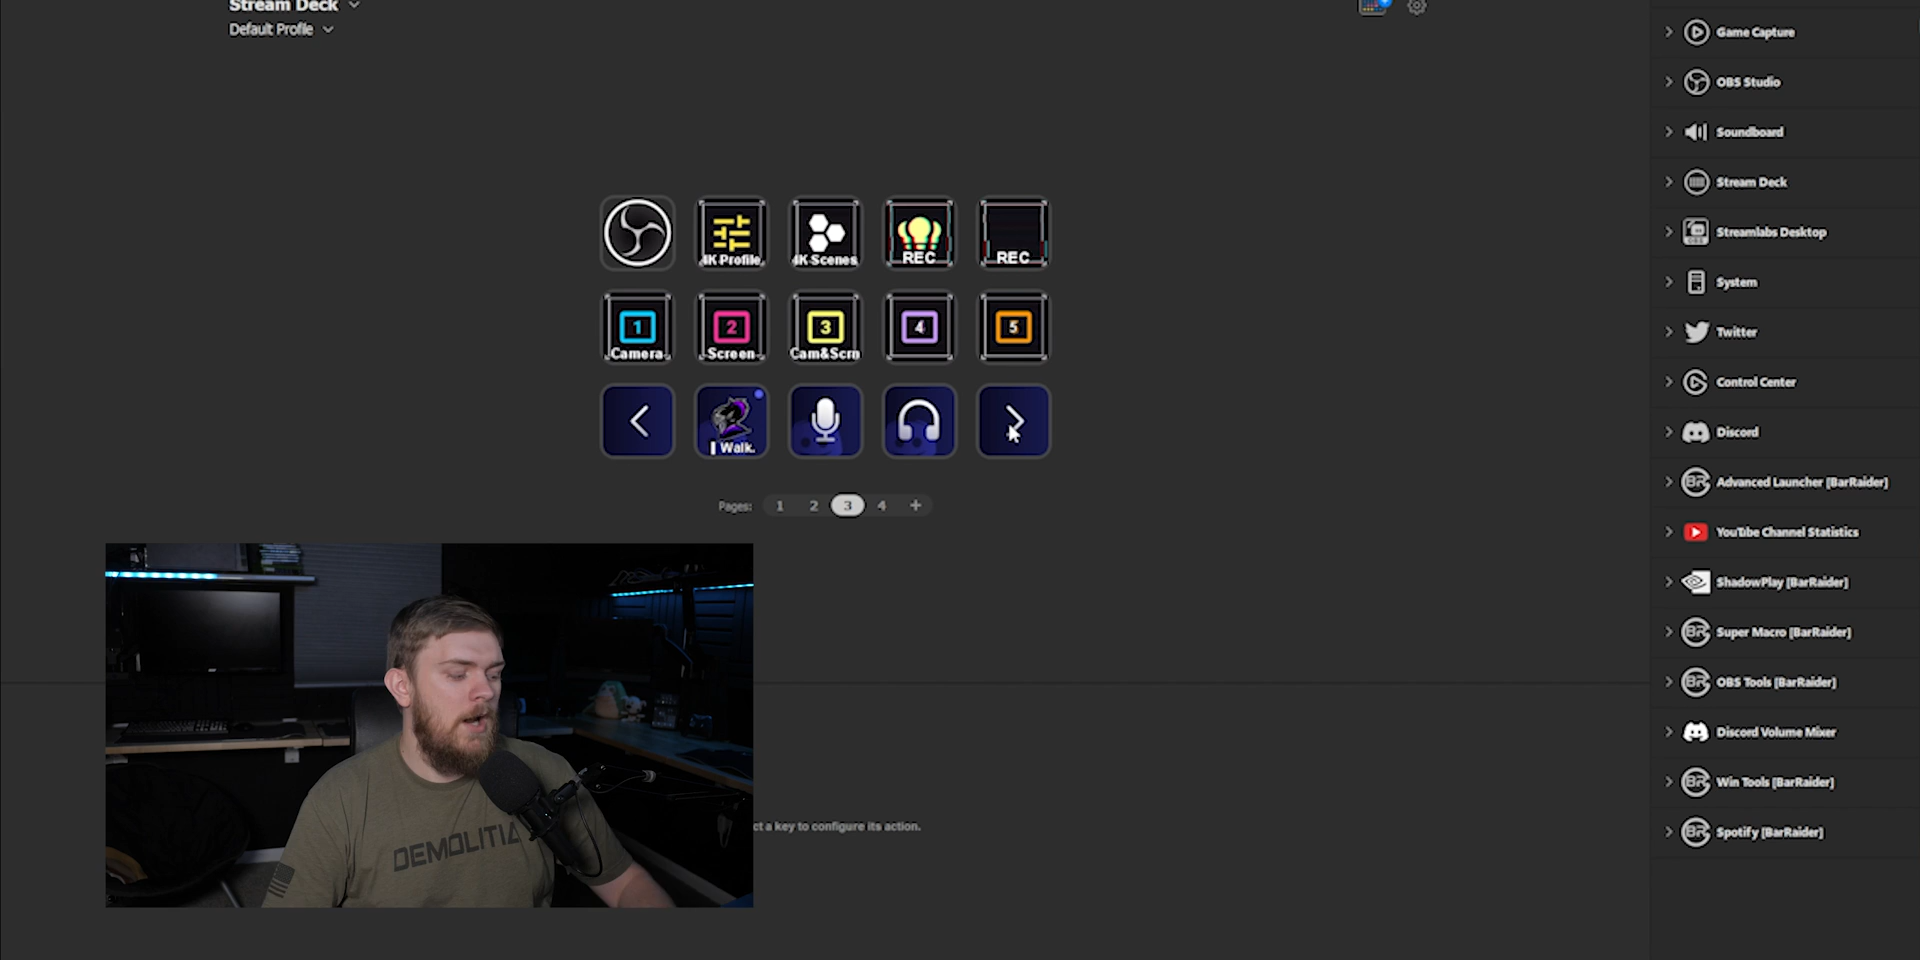 Stream Deck
Default Profile
Game Capture
OBS Studio
Soundboard
Stream Deck
Streamlabs Desktop
System
Twitter
Control Center
Discord
Advanced Launcher [BarRaider]
YouTube Channel Statistics
ShadowPlay [BarRaider]
Super Macro [BarRaider]
OBS Tools [BarRaider]
Discord Volume Mixer
Win Tools [BarRaider]
Spotify [BarRaider]
4K Profile
4K Scenes
REC
REC
1
Camera
2
Screen
3
Cam&Scrn
4
5
Walk.
Pages: 1 2 3 4 +
ct a key to configure its action.
DEMOLITIA